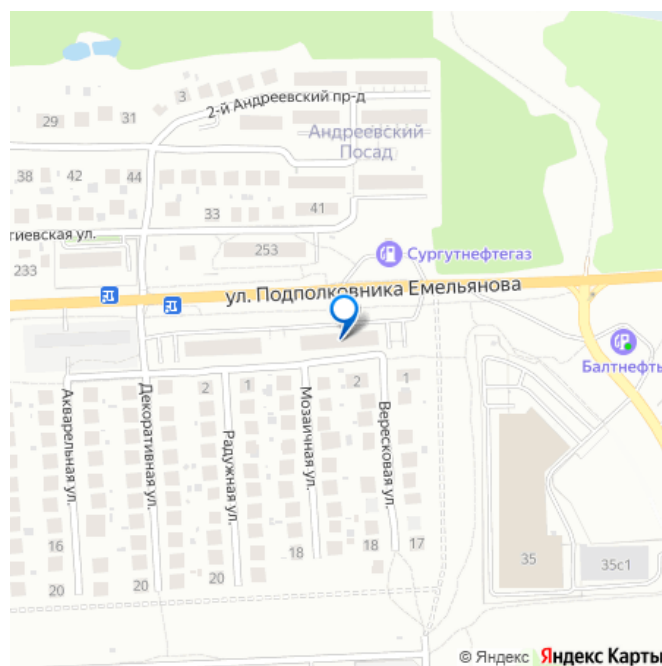 3
2-й Андреевский пр-д
29
31
Андреевский
Посад
38
42
44
33
41
гиевская ул.
253
233
Сургутнефтегаз
ул. Подполковника Емельянова
Балтнефть
2
1
2
1
Акварельная ул.
Декоративная ул.
Радужная ул.
Мозаичная ул.
Вересковая ул.
16
18
18
17
20
20
20
35
35с1
© Яндекс Яндекс Карты